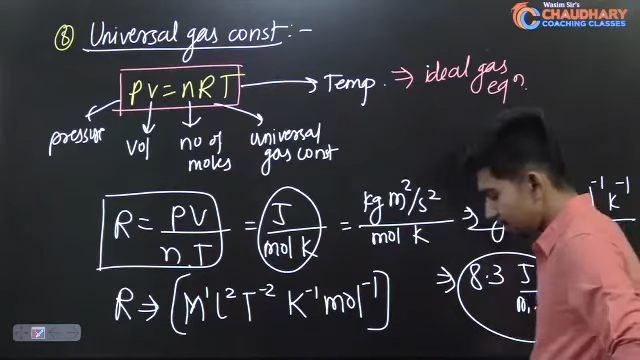 Wasim Sir's
CHAUDHARY
COACHING CLASSES
⑧ Universal gas const :-
PV = nRT → Temp. ⇒ ideal gas eqn.
pressure
vol
no of moles
universal gas const
R = PV / nT = J / mol K = kg m²/s² / mol K ⇒
⁻¹ K⁻¹
R ⇒ [M¹ L² T⁻² K⁻¹ mol⁻¹]
⇒ 8.3 J